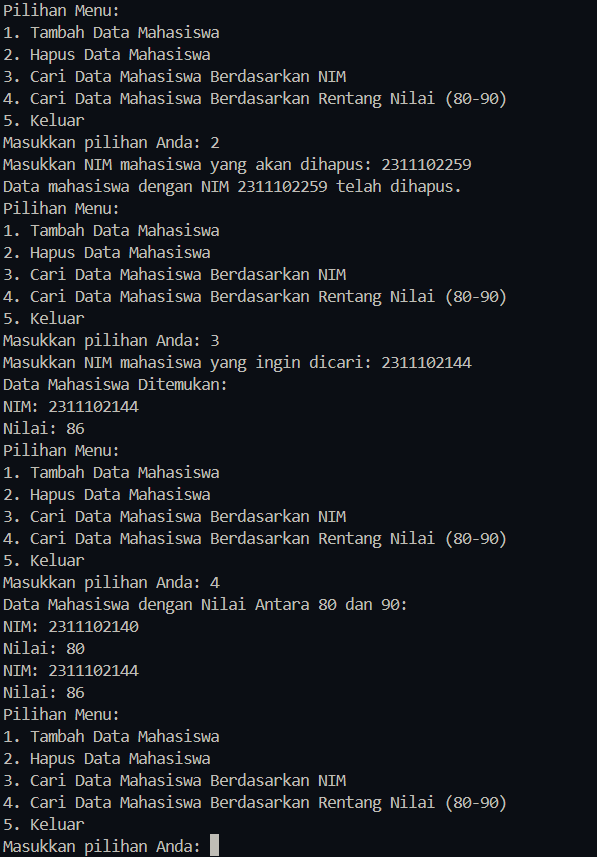 Pilihan Menu:
1. Tambah Data Mahasiswa
2. Hapus Data Mahasiswa
3. Cari Data Mahasiswa Berdasarkan NIM
4. Cari Data Mahasiswa Berdasarkan Rentang Nilai (80-90)
5. Keluar
Masukkan pilihan Anda: 2
Masukkan NIM mahasiswa yang akan dihapus: 2311102259
Data mahasiswa dengan NIM 2311102259 telah dihapus.
Pilihan Menu:
1. Tambah Data Mahasiswa
2. Hapus Data Mahasiswa
3. Cari Data Mahasiswa Berdasarkan NIM
4. Cari Data Mahasiswa Berdasarkan Rentang Nilai (80-90)
5. Keluar
Masukkan pilihan Anda: 3
Masukkan NIM mahasiswa yang ingin dicari: 2311102144
Data Mahasiswa Ditemukan:
NIM: 2311102144
Nilai: 86
Pilihan Menu:
1. Tambah Data Mahasiswa
2. Hapus Data Mahasiswa
3. Cari Data Mahasiswa Berdasarkan NIM
4. Cari Data Mahasiswa Berdasarkan Rentang Nilai (80-90)
5. Keluar
Masukkan pilihan Anda: 4
Data Mahasiswa dengan Nilai Antara 80 dan 90:
NIM: 2311102140
Nilai: 80
NIM: 2311102144
Nilai: 86
Pilihan Menu:
1. Tambah Data Mahasiswa
2. Hapus Data Mahasiswa
3. Cari Data Mahasiswa Berdasarkan NIM
4. Cari Data Mahasiswa Berdasarkan Rentang Nilai (80-90)
5. Keluar
Masukkan pilihan Anda: